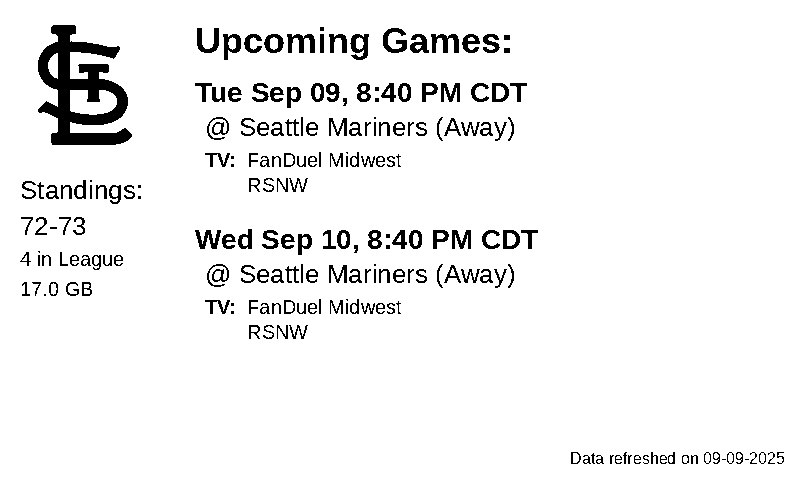 STL
Standings:
72-73
4 in League
17.0 GB
Upcoming Games:
Tue Sep 09, 8:40 PM CDT
@ Seattle Mariners (Away)
TV: FanDuel Midwest
RSNW
Wed Sep 10, 8:40 PM CDT
@ Seattle Mariners (Away)
TV: FanDuel Midwest
RSNW
Data refreshed on 09-09-2025